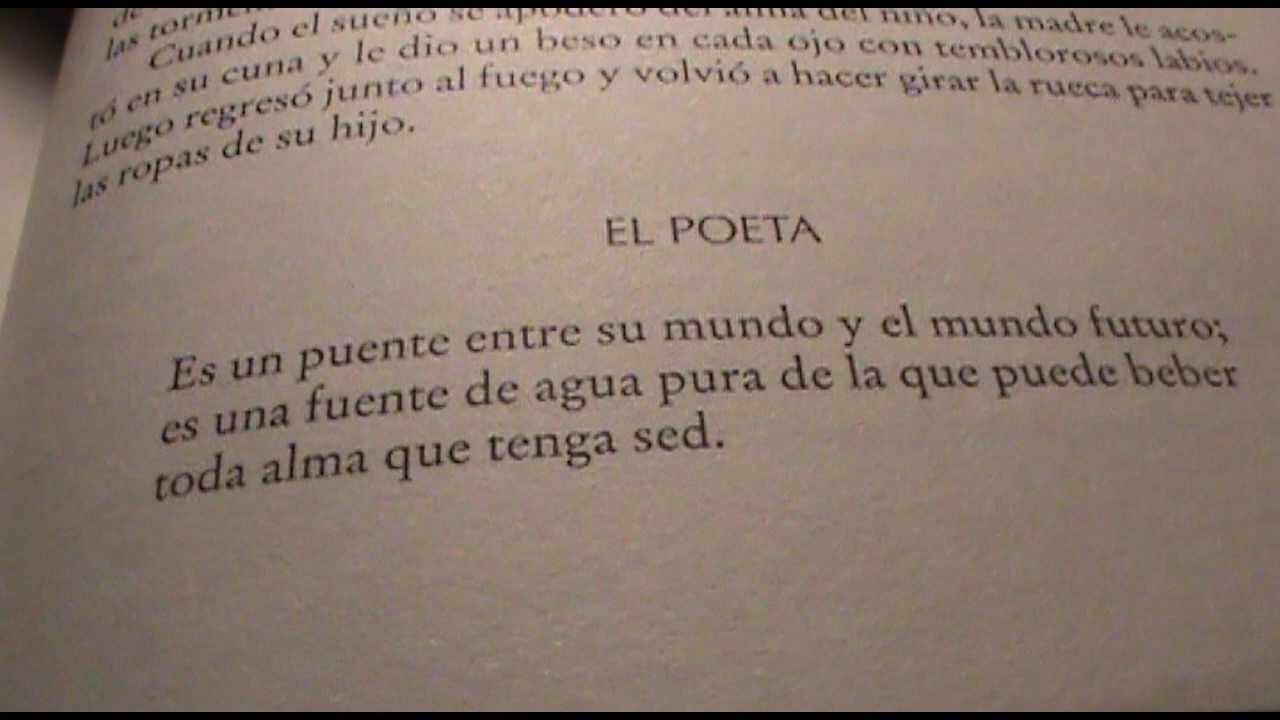 las
Cuando el sueño se apoderó del alma del niño, la madre le acos-
tó en su cuna y le dio un beso en cada ojo con temblorosos labios.
Luego regresó junto al fuego y volvió a hacer girar la rueca para tejer
las ropas de su hijo.
EL POETA
Es un puente entre su mundo y el mundo futuro;
es una fuente de agua pura de la que puede beber
toda alma que tenga sed.